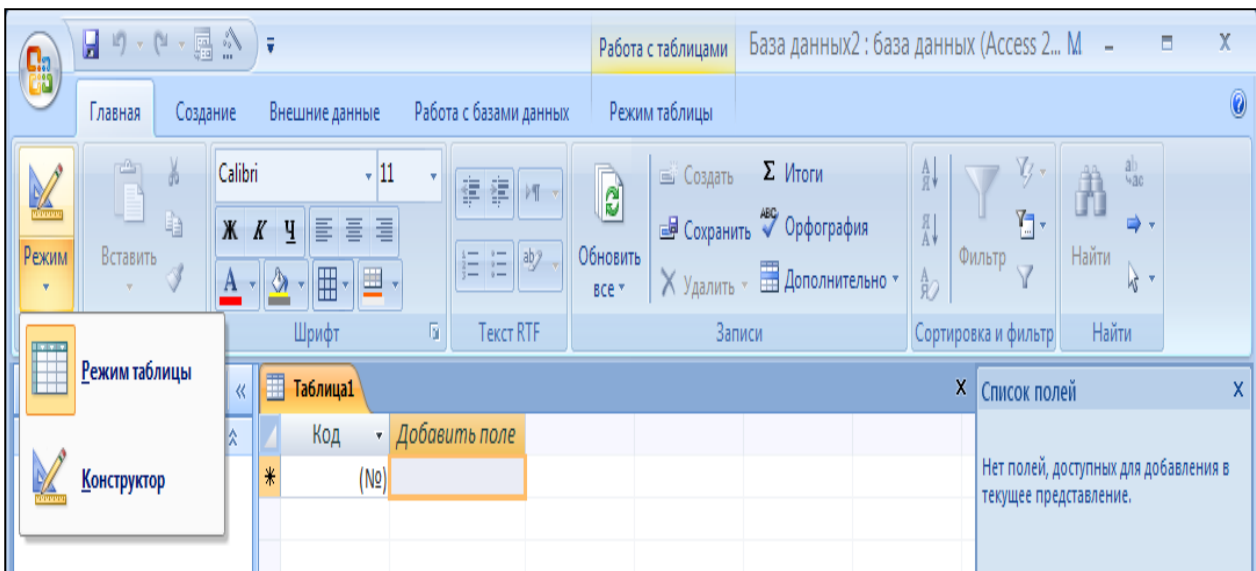 Работа с таблицами База данных2 : база данных (Access 2... M
Главная Создание Внешние данные Работа с базами данных Режим таблицы
Режим
Вставить
Calibri 11
Ж К Ч
Шрифт
Текст RTF
Обновить все
Создать
Сохранить
Удалить
Σ Итоги
ABC Орфография
Дополнительно
Записи
Фильтр
Сортировка и фильтр
Найти
Найти
Режим таблицы
Конструктор
Таблица1
Код Добавить поле
(№)
Список полей
Нет полей, доступных для добавления в
текущее представление.